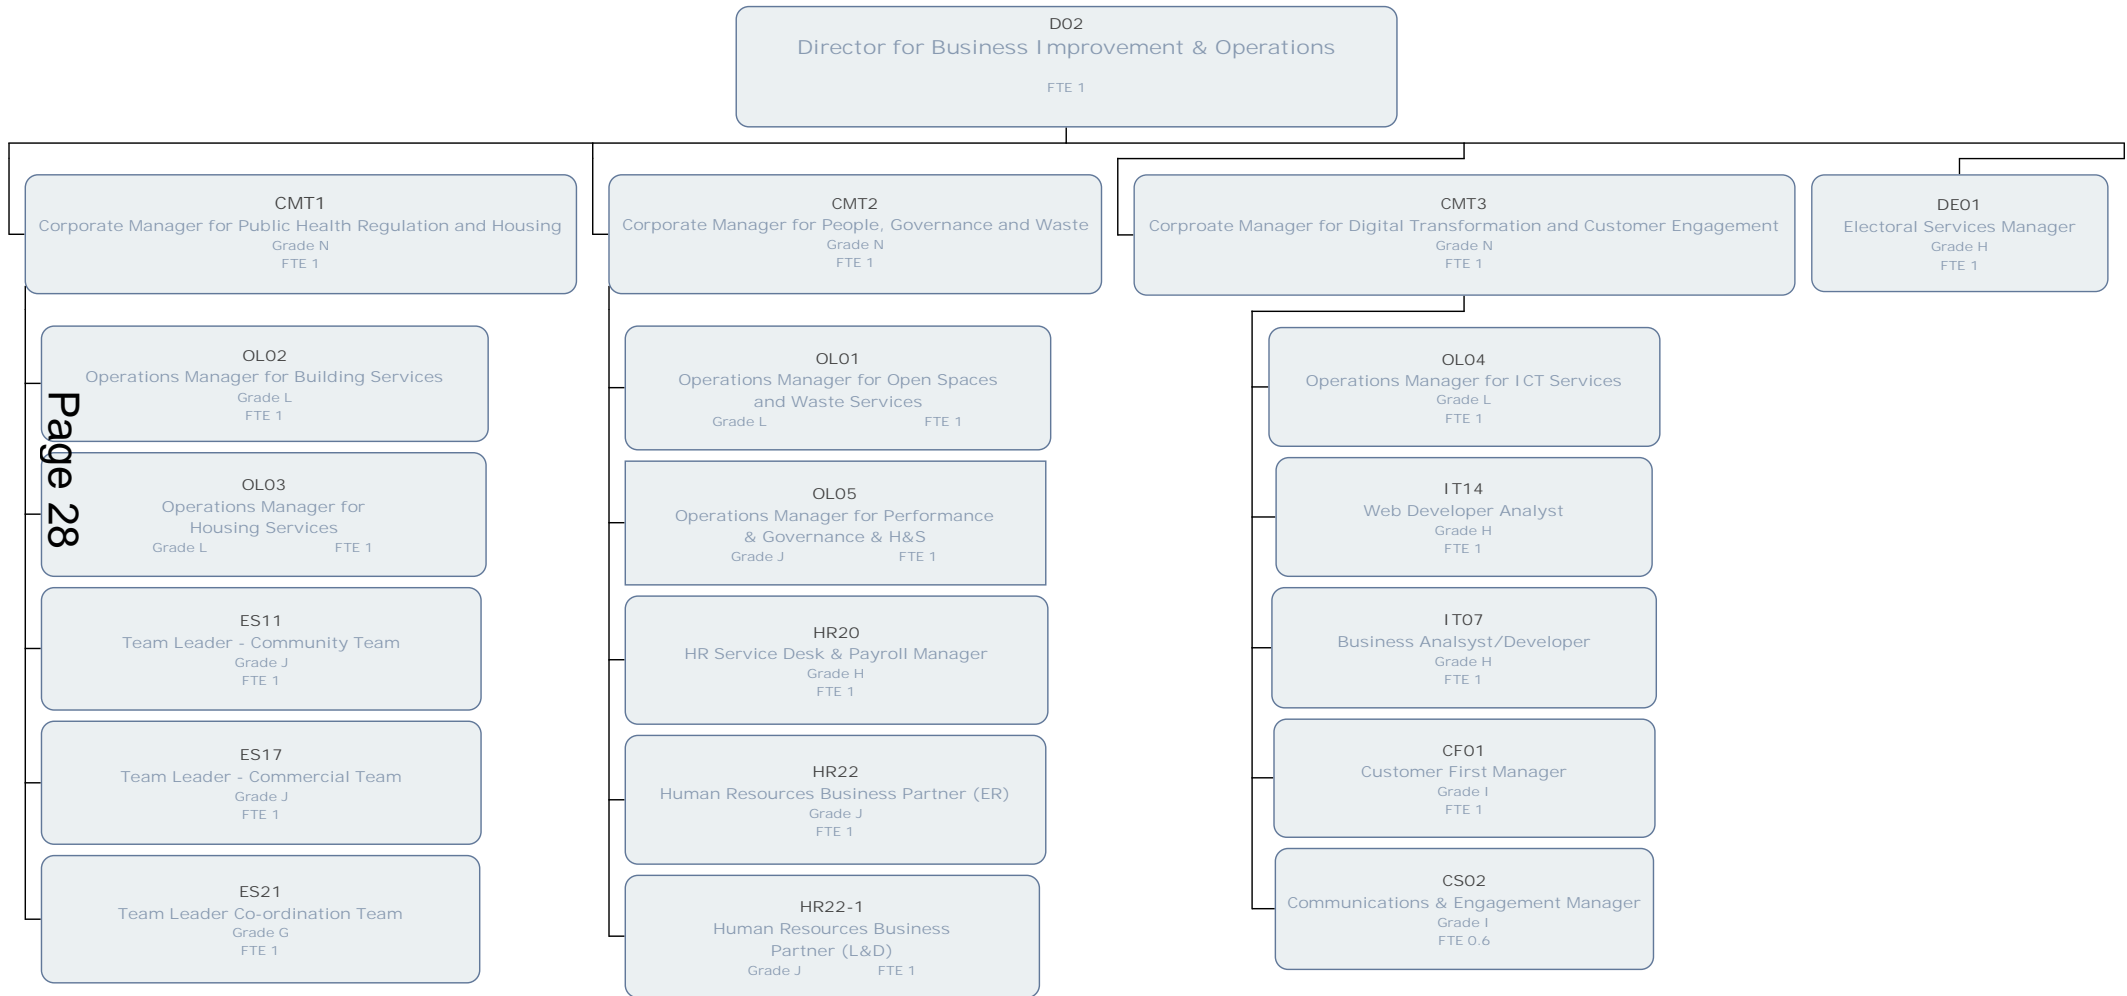 D02
Director for Business Improvement & Operations
FTE 1
CMT1
Corporate Manager for Public Health Regulation and Housing
Grade N
FTE 1
CMT2
Corporate Manager for People, Governance and Waste
Grade N
FTE 1
CMT3
Corproate Manager for Digital Transformation and Customer Engagement
Grade N
FTE 1
DE01
Electoral Services Manager
Grade H
FTE 1
OL02
Operations Manager for Building Services
Grade L
FTE 1
OL03
Operations Manager for
Housing Services
Grade L FTE 1
ES11
Team Leader - Community Team
Grade J
FTE 1
ES17
Team Leader - Commercial Team
Grade J
FTE 1
ES21
Team Leader Co-ordination Team
Grade G
FTE 1
OL01
Operations Manager for Open Spaces
and Waste Services
Grade L FTE 1
OL05
Operations Manager for Performance
& Governance & H&S
Grade J FTE 1
HR20
HR Service Desk & Payroll Manager
Grade H
FTE 1
HR22
Human Resources Business Partner (ER)
Grade J
FTE 1
HR22-1
Human Resources Business
Partner (L&D)
Grade J FTE 1
OL04
Operations Manager for ICT Services
Grade L
FTE 1
IT14
Web Developer Analyst
Grade H
FTE 1
IT07
Business Analsyst/Developer
Grade H
FTE 1
CF01
Customer First Manager
Grade I
FTE 1
CS02
Communications & Engagement Manager
Grade I
FTE 0.6
Page 28